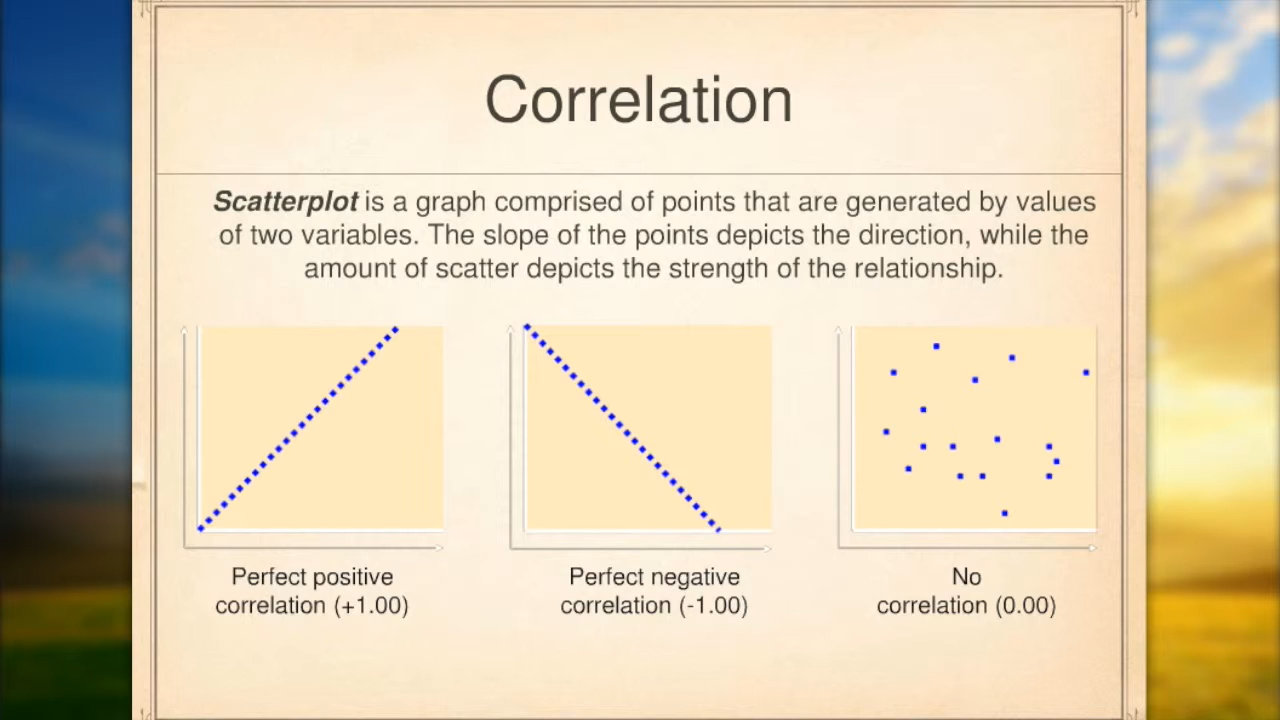 Correlation
Scatterplot is a graph comprised of points that are generated by values
of two variables. The slope of the points depicts the direction, while the
amount of scatter depicts the strength of the relationship.
Perfect positive
correlation (+1.00)
Perfect negative
correlation (-1.00)
No
correlation (0.00)